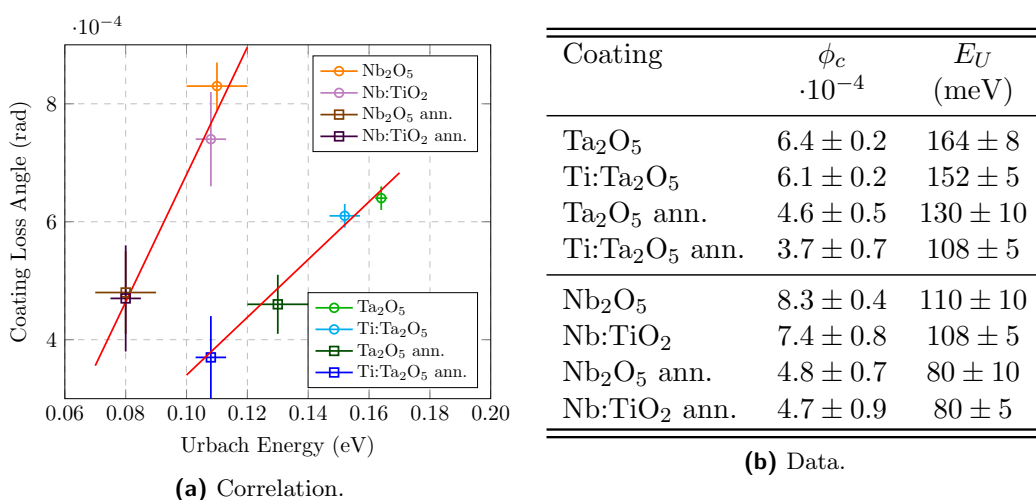 ·10⁻⁴
Coating Loss Angle (rad)
8
6
4
Nb₂O₅
Nb:TiO₂
Nb₂O₅ ann.
Nb:TiO₂ ann.
Ta₂O₅
Ti:Ta₂O₅
Ta₂O₅ ann.
Ti:Ta₂O₅ ann.
0.06 0.08 0.10 0.12 0.14 0.16 0.18 0.20
Urbach Energy (eV)
(a) Correlation.
Coating ϕ_c E_U
·10⁻⁴ (meV)
Ta₂O₅ 6.4 ± 0.2 164 ± 8
Ti:Ta₂O₅ 6.1 ± 0.2 152 ± 5
Ta₂O₅ ann. 4.6 ± 0.5 130 ± 10
Ti:Ta₂O₅ ann. 3.7 ± 0.7 108 ± 5
Nb₂O₅ 8.3 ± 0.4 110 ± 10
Nb:TiO₂ 7.4 ± 0.8 108 ± 5
Nb₂O₅ ann. 4.8 ± 0.7 80 ± 10
Nb:TiO₂ ann. 4.7 ± 0.9 80 ± 5
(b) Data.